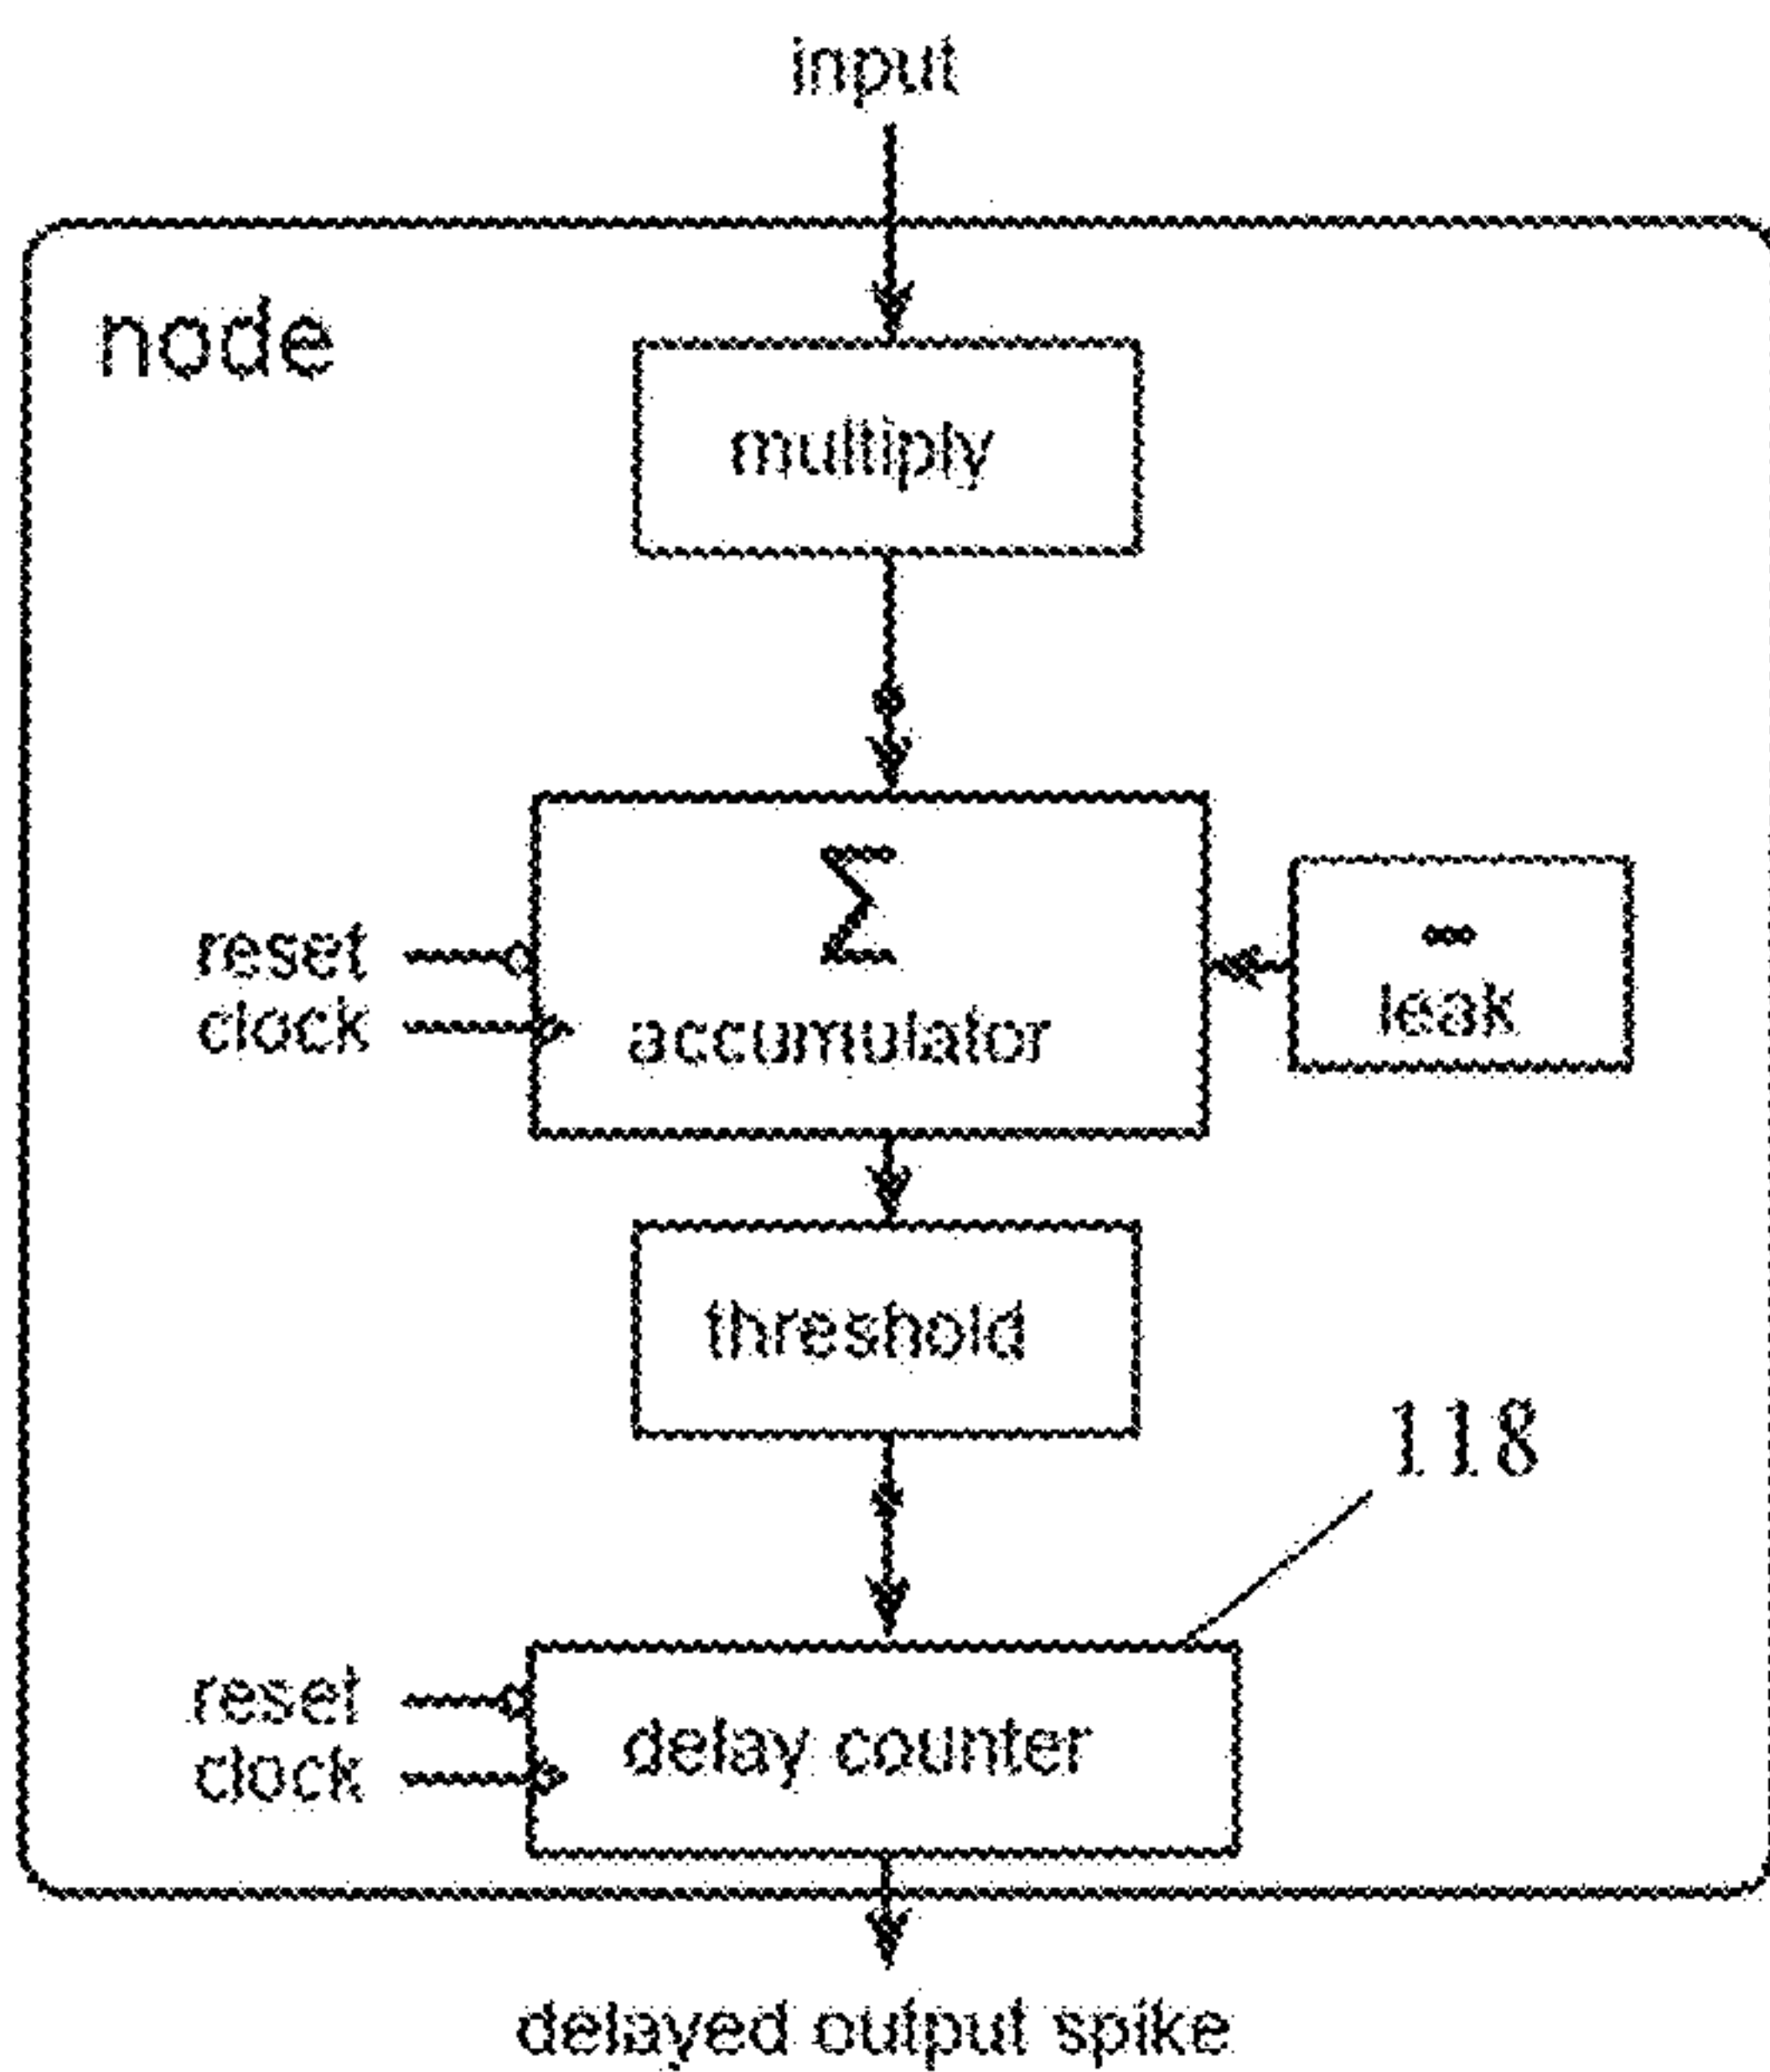 input
node
multiply
Σ
reset
clock
accumulator
-
leak
threshold
118
reset
clock
delay counter
delayed output spike